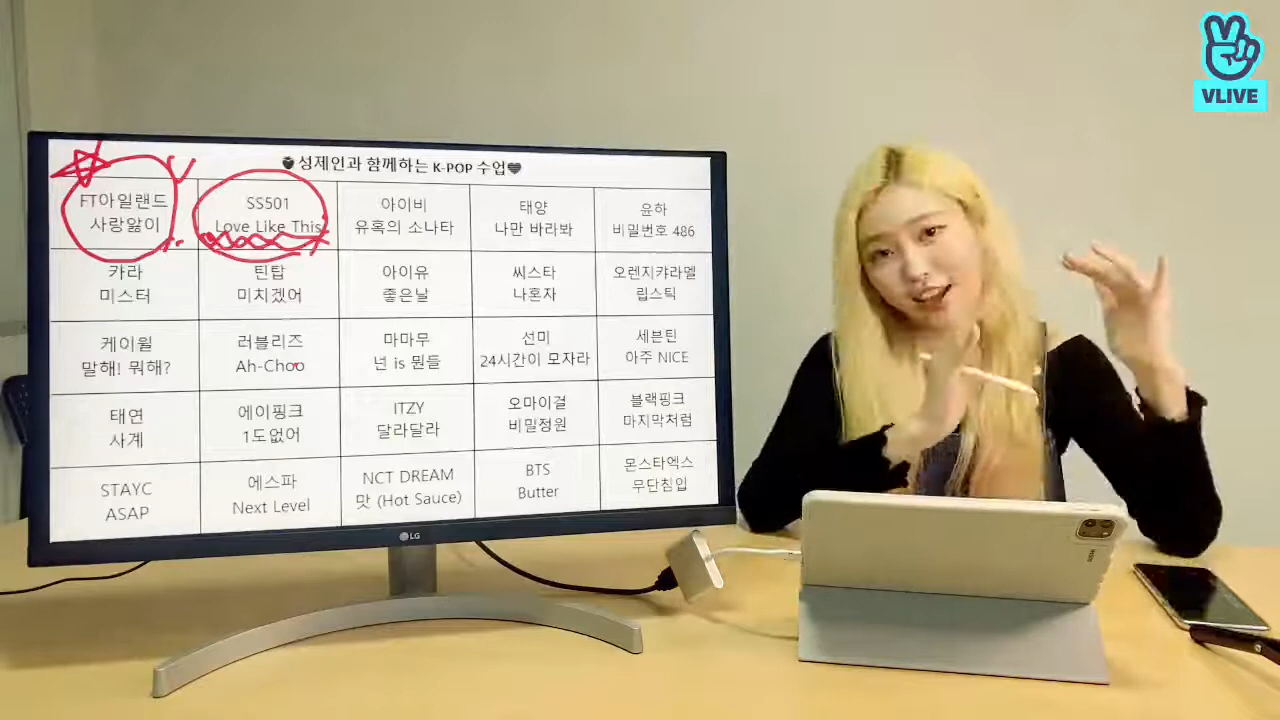 VLIVE
성제인과 함께하는 K-POP 수업
FT아일랜드
사랑앓이
SS501
Love Like This
아이비
유혹의 소나타
태양
나만 바라봐
윤하
비밀번호 486
카라
미스터
틴탑
미치겠어
아이유
좋은날
씨스타
나혼자
오렌지캬라멜
립스틱
케이윌
말해! 뭐해?
러블리즈
Ah-Choo
마마무
넌 is 뭔들
선미
24시간이 모자라
세븐틴
아주 NICE
태연
사계
에이핑크
1도없어
ITZY
달라달라
오마이걸
비밀정원
블랙핑크
마지막처럼
STAYC
ASAP
에스파
Next Level
NCT DREAM
맛 (Hot Sauce)
BTS
Butter
몬스타엑스
무단침입
LG